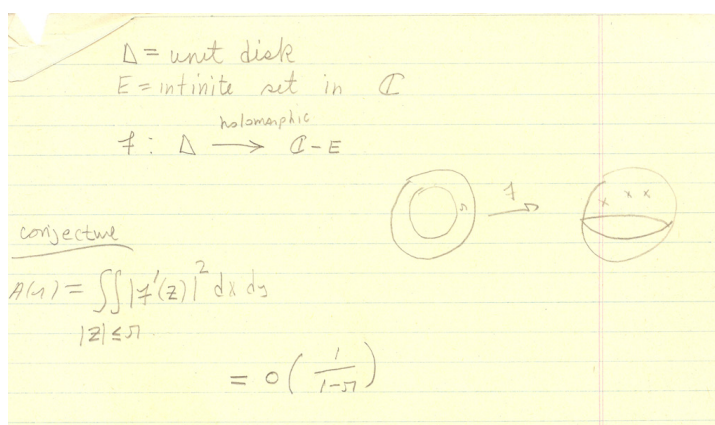 Δ = unit disk
E = infinite set in ℂ
holomorphic
f : Δ ⟶ ℂ - E
r
f
x x x
conjecture
A(r) = ∬ |f'(z)|² dx dy
|z| ≤ r
= o( 1/(1-r) )